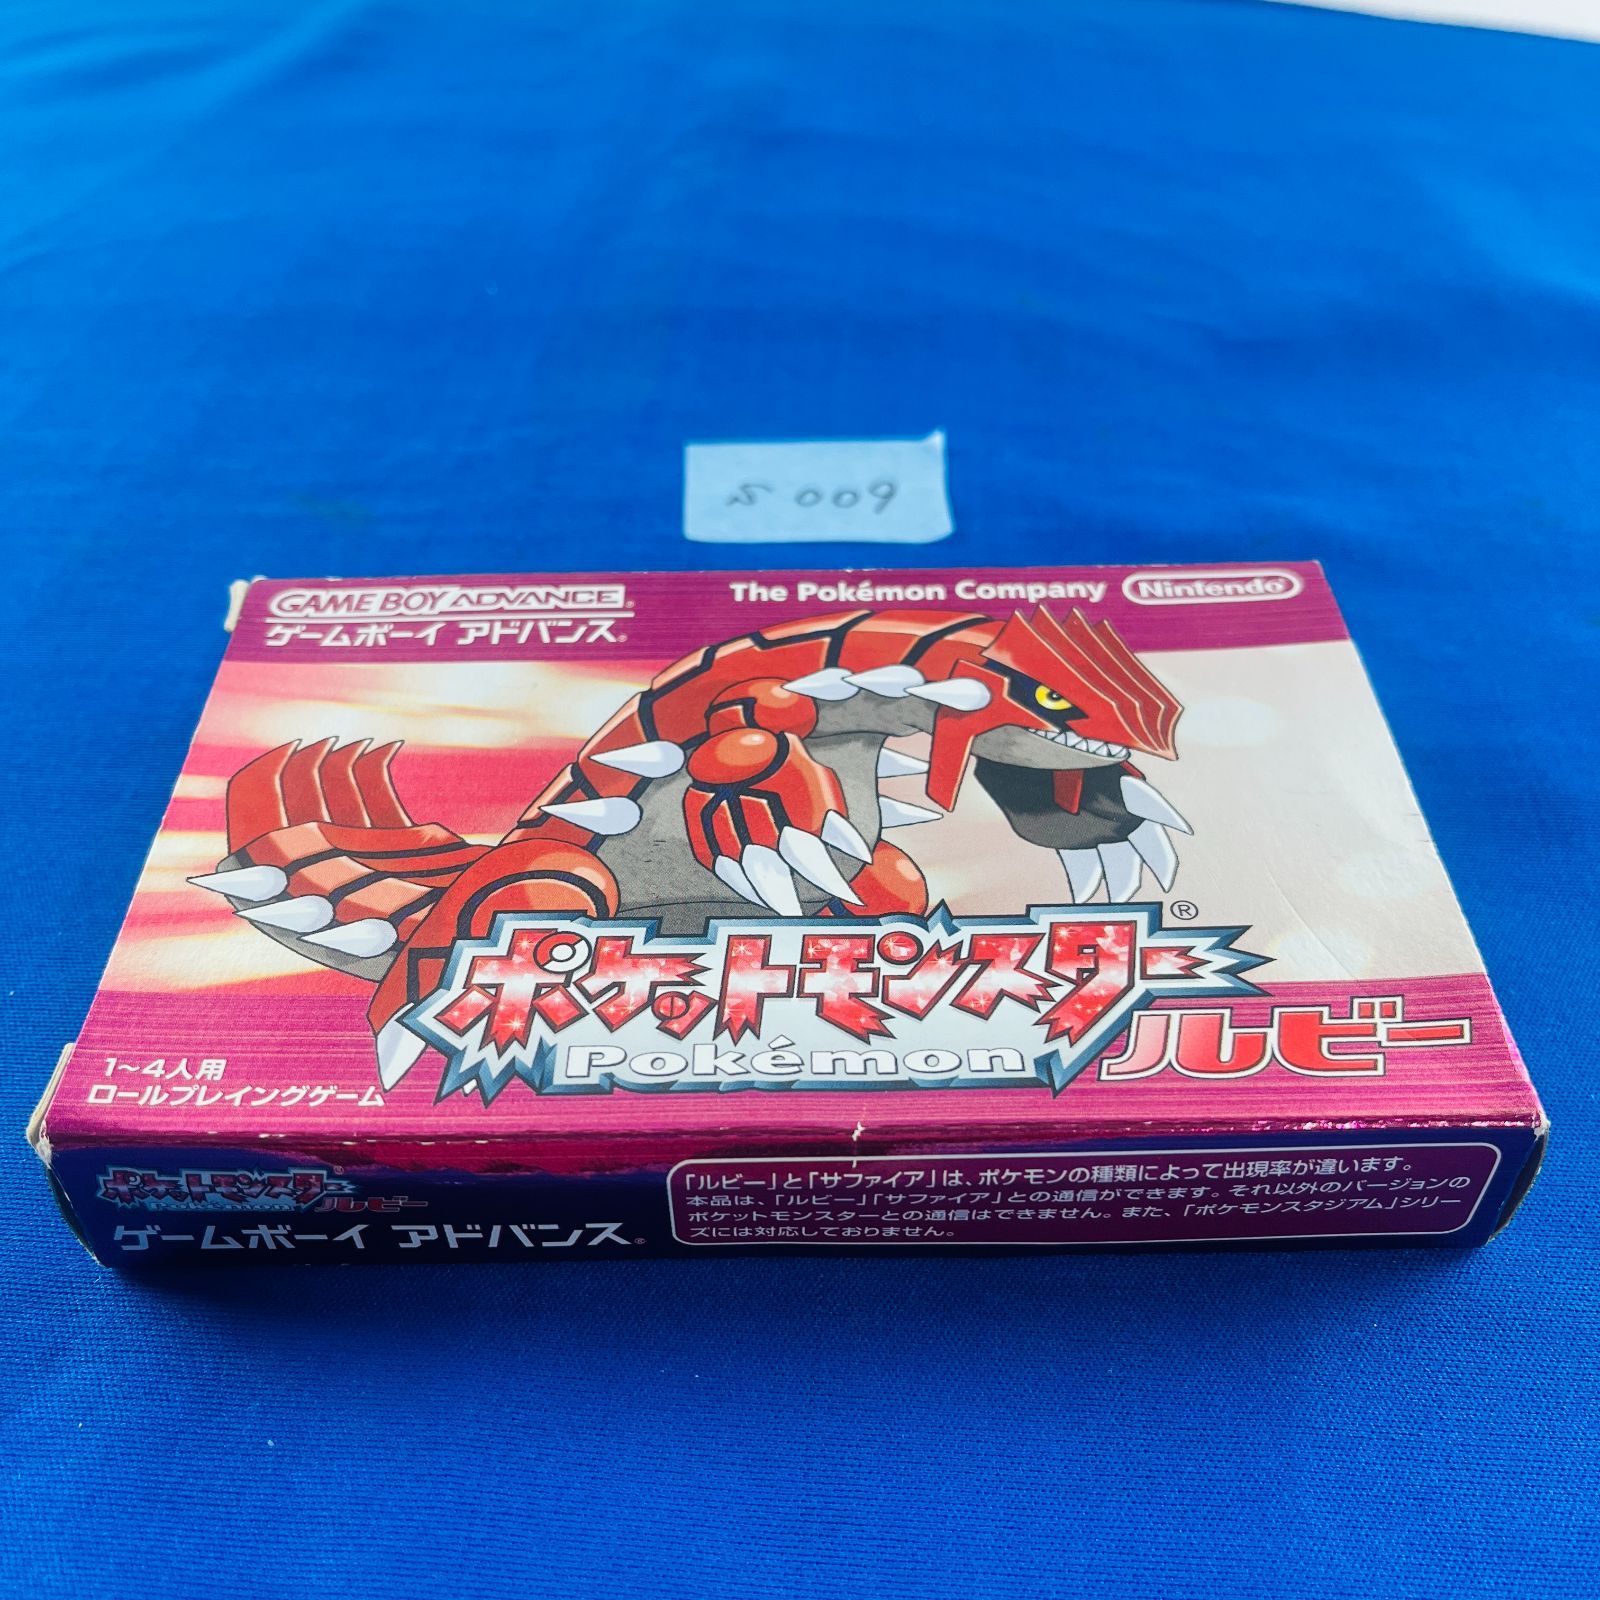 S 009
GAME BOY ADVANCE
ゲームボーイ アドバンス
The Pokémon Company
Nintendo
ポケットモンスター
Pokémon
ルビー
1~4人用
ロールプレイングゲーム
ポケットモンスター
Pokémon ルビー
ゲームボーイ アドバンス
「ルビー」と「サファイア」は、ポケモンの種類によって出現率が違います。
本品は、「ルビー」「サファイア」との通信ができます。それ以外のバージョンの
ポケットモンスターとの通信はできません。また、「ポケモンスタジアム」シリー
ズには対応しておりません。